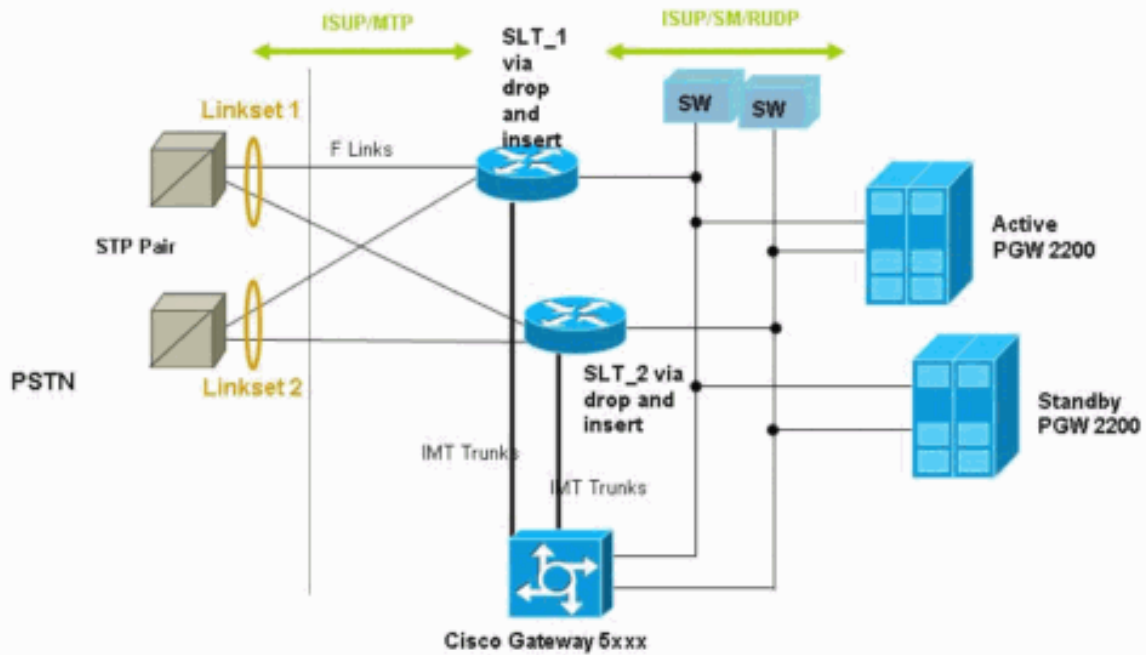 ISUP/MTP
ISUP/SM/RUDP
SLT_1
via
drop
and
insert
SW
SW
Linkset 1
F Links
STP Pair
Active
PGW 2200
Linkset 2
PSTN
SLT_2 via
drop and
insert
Standby
PGW 2200
IMT Trunks
IMT Trunks
Cisco Gateway 5xxx